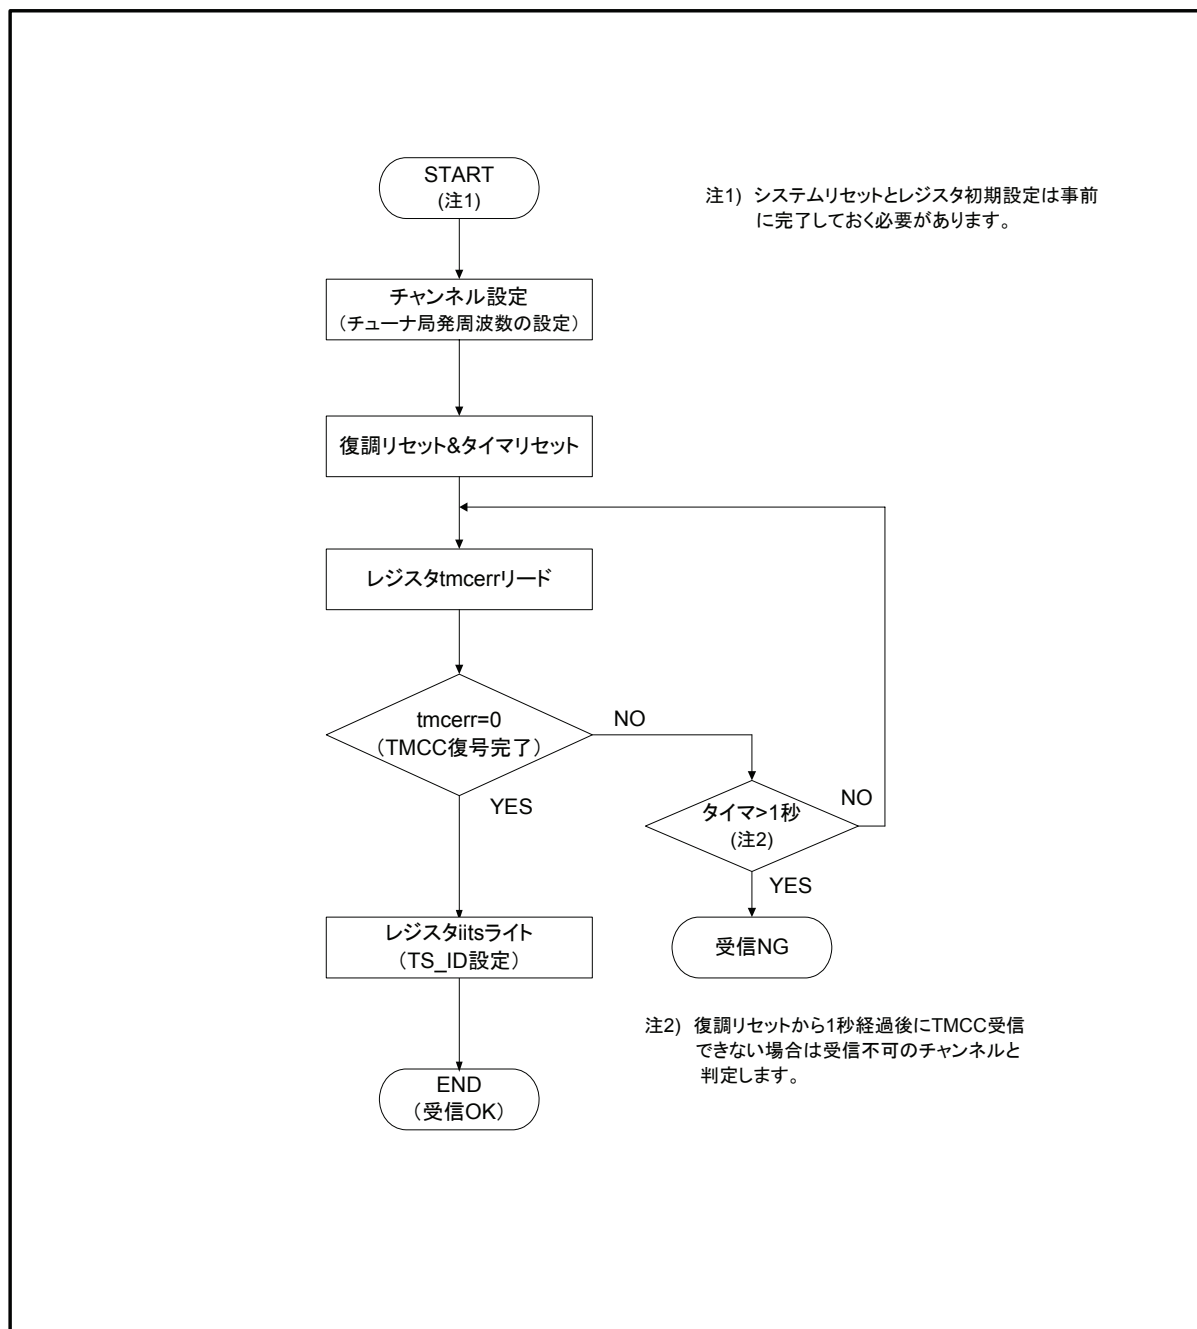 START
(注1)
注1) システムリセットとレジスタ初期設定は事前
に完了しておく必要があります。
チャンネル設定
（チューナ局発周波数の設定）
復調リセット&タイマリセット
レジスタtmcerrリード
tmcerr=0
（TMCC復号完了）
NO
YES
タイマ>1秒
(注2)
NO
YES
レジスタiitsライト
（TS_ID設定）
受信NG
注2) 復調リセットから1秒経過後にTMCC受信
できない場合は受信不可のチャンネルと
判定します。
END
（受信OK）